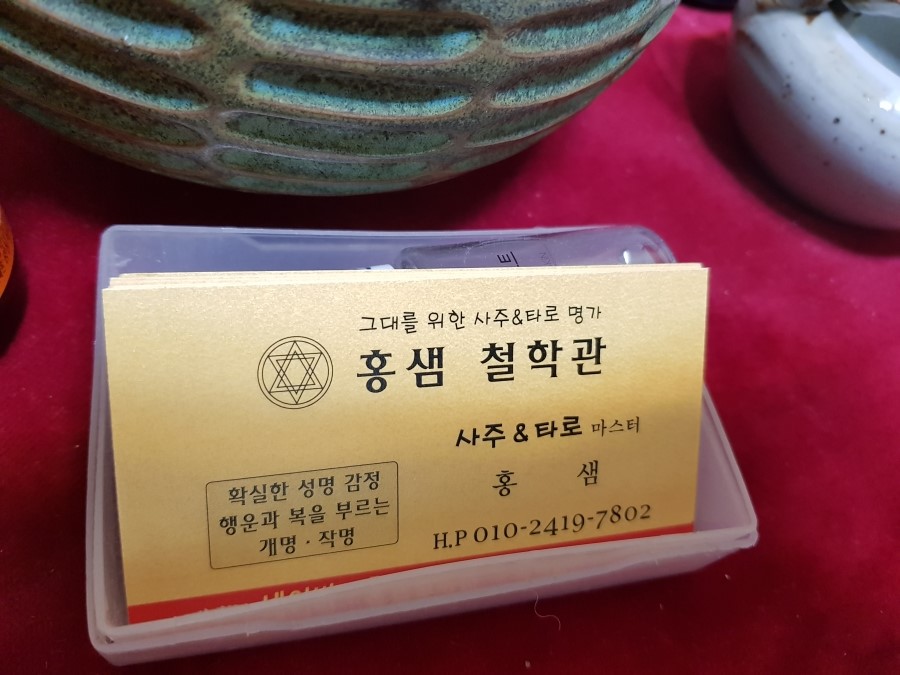 그대를 위한 사주&타로 명가
홍샘 철학관
사주 & 타로 마스터
홍 샘
확실한 성명 감정
행운과 복을 부르는
개명 · 작명
H.P 010-2419-7802